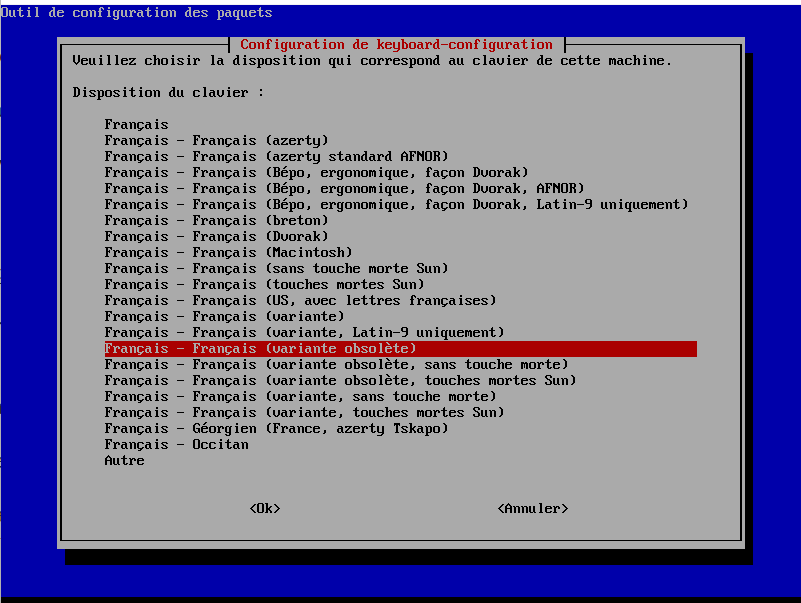 Outil de configuration des paquets
Configuration de keyboard-configuration
Veuillez choisir la disposition qui correspond au clavier de cette machine.
Disposition du clavier :
Français
Français - Français (azerty)
Français - Français (azerty standard AFNOR)
Français - Français (Bépo, ergonomique, façon Dvorak)
Français - Français (Bépo, ergonomique, façon Dvorak, AFNOR)
Français - Français (Bépo, ergonomique, façon Dvorak, Latin-9 uniquement)
Français - Français (breton)
Français - Français (Dvorak)
Français - Français (Macintosh)
Français - Français (sans touche morte Sun)
Français - Français (touches mortes Sun)
Français - Français (US, avec lettres françaises)
Français - Français (variante)
Français - Français (variante, Latin-9 uniquement)
Français - Français (variante obsolète)
Français - Français (variante obsolète, sans touche morte)
Français - Français (variante obsolète, touches mortes Sun)
Français - Français (variante, sans touche morte)
Français - Français (variante, touches mortes Sun)
Français - Géorgien (France, azerty Tskapo)
Français - Occitan
Autre
<Ok> <Annuler>